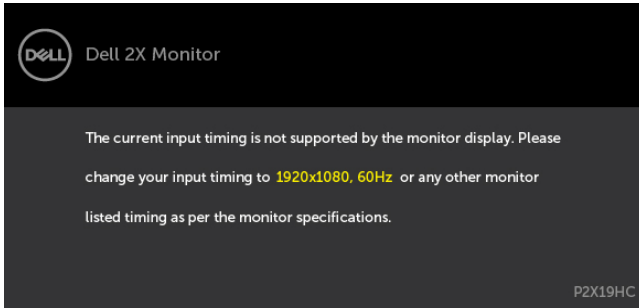 DELL Dell 2X Monitor
The current input timing is not supported by the monitor display. Please
change your input timing to 1920x1080, 60Hz or any other monitor
listed timing as per the monitor specifications.
P2X19HC